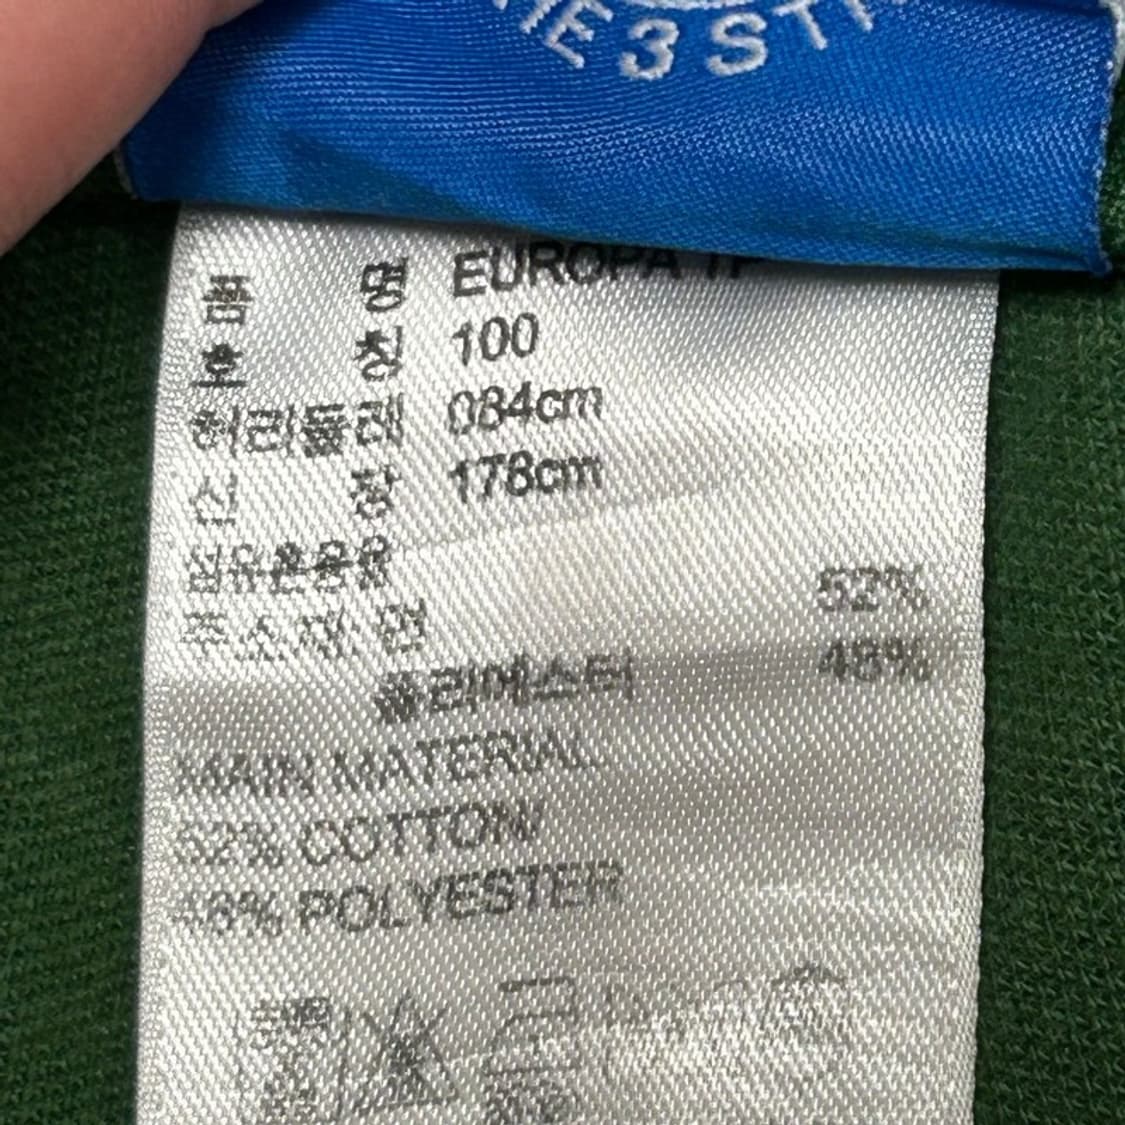 THE 3 STRI
품 명 EUROPA TP
호 칭 100
허리둘레 084cm
신 장 178cm
섬유혼용율
주소재 면 52%
폴리에스터 48%
MAIN MATERIAL
52% COTTON
48% POLYESTER